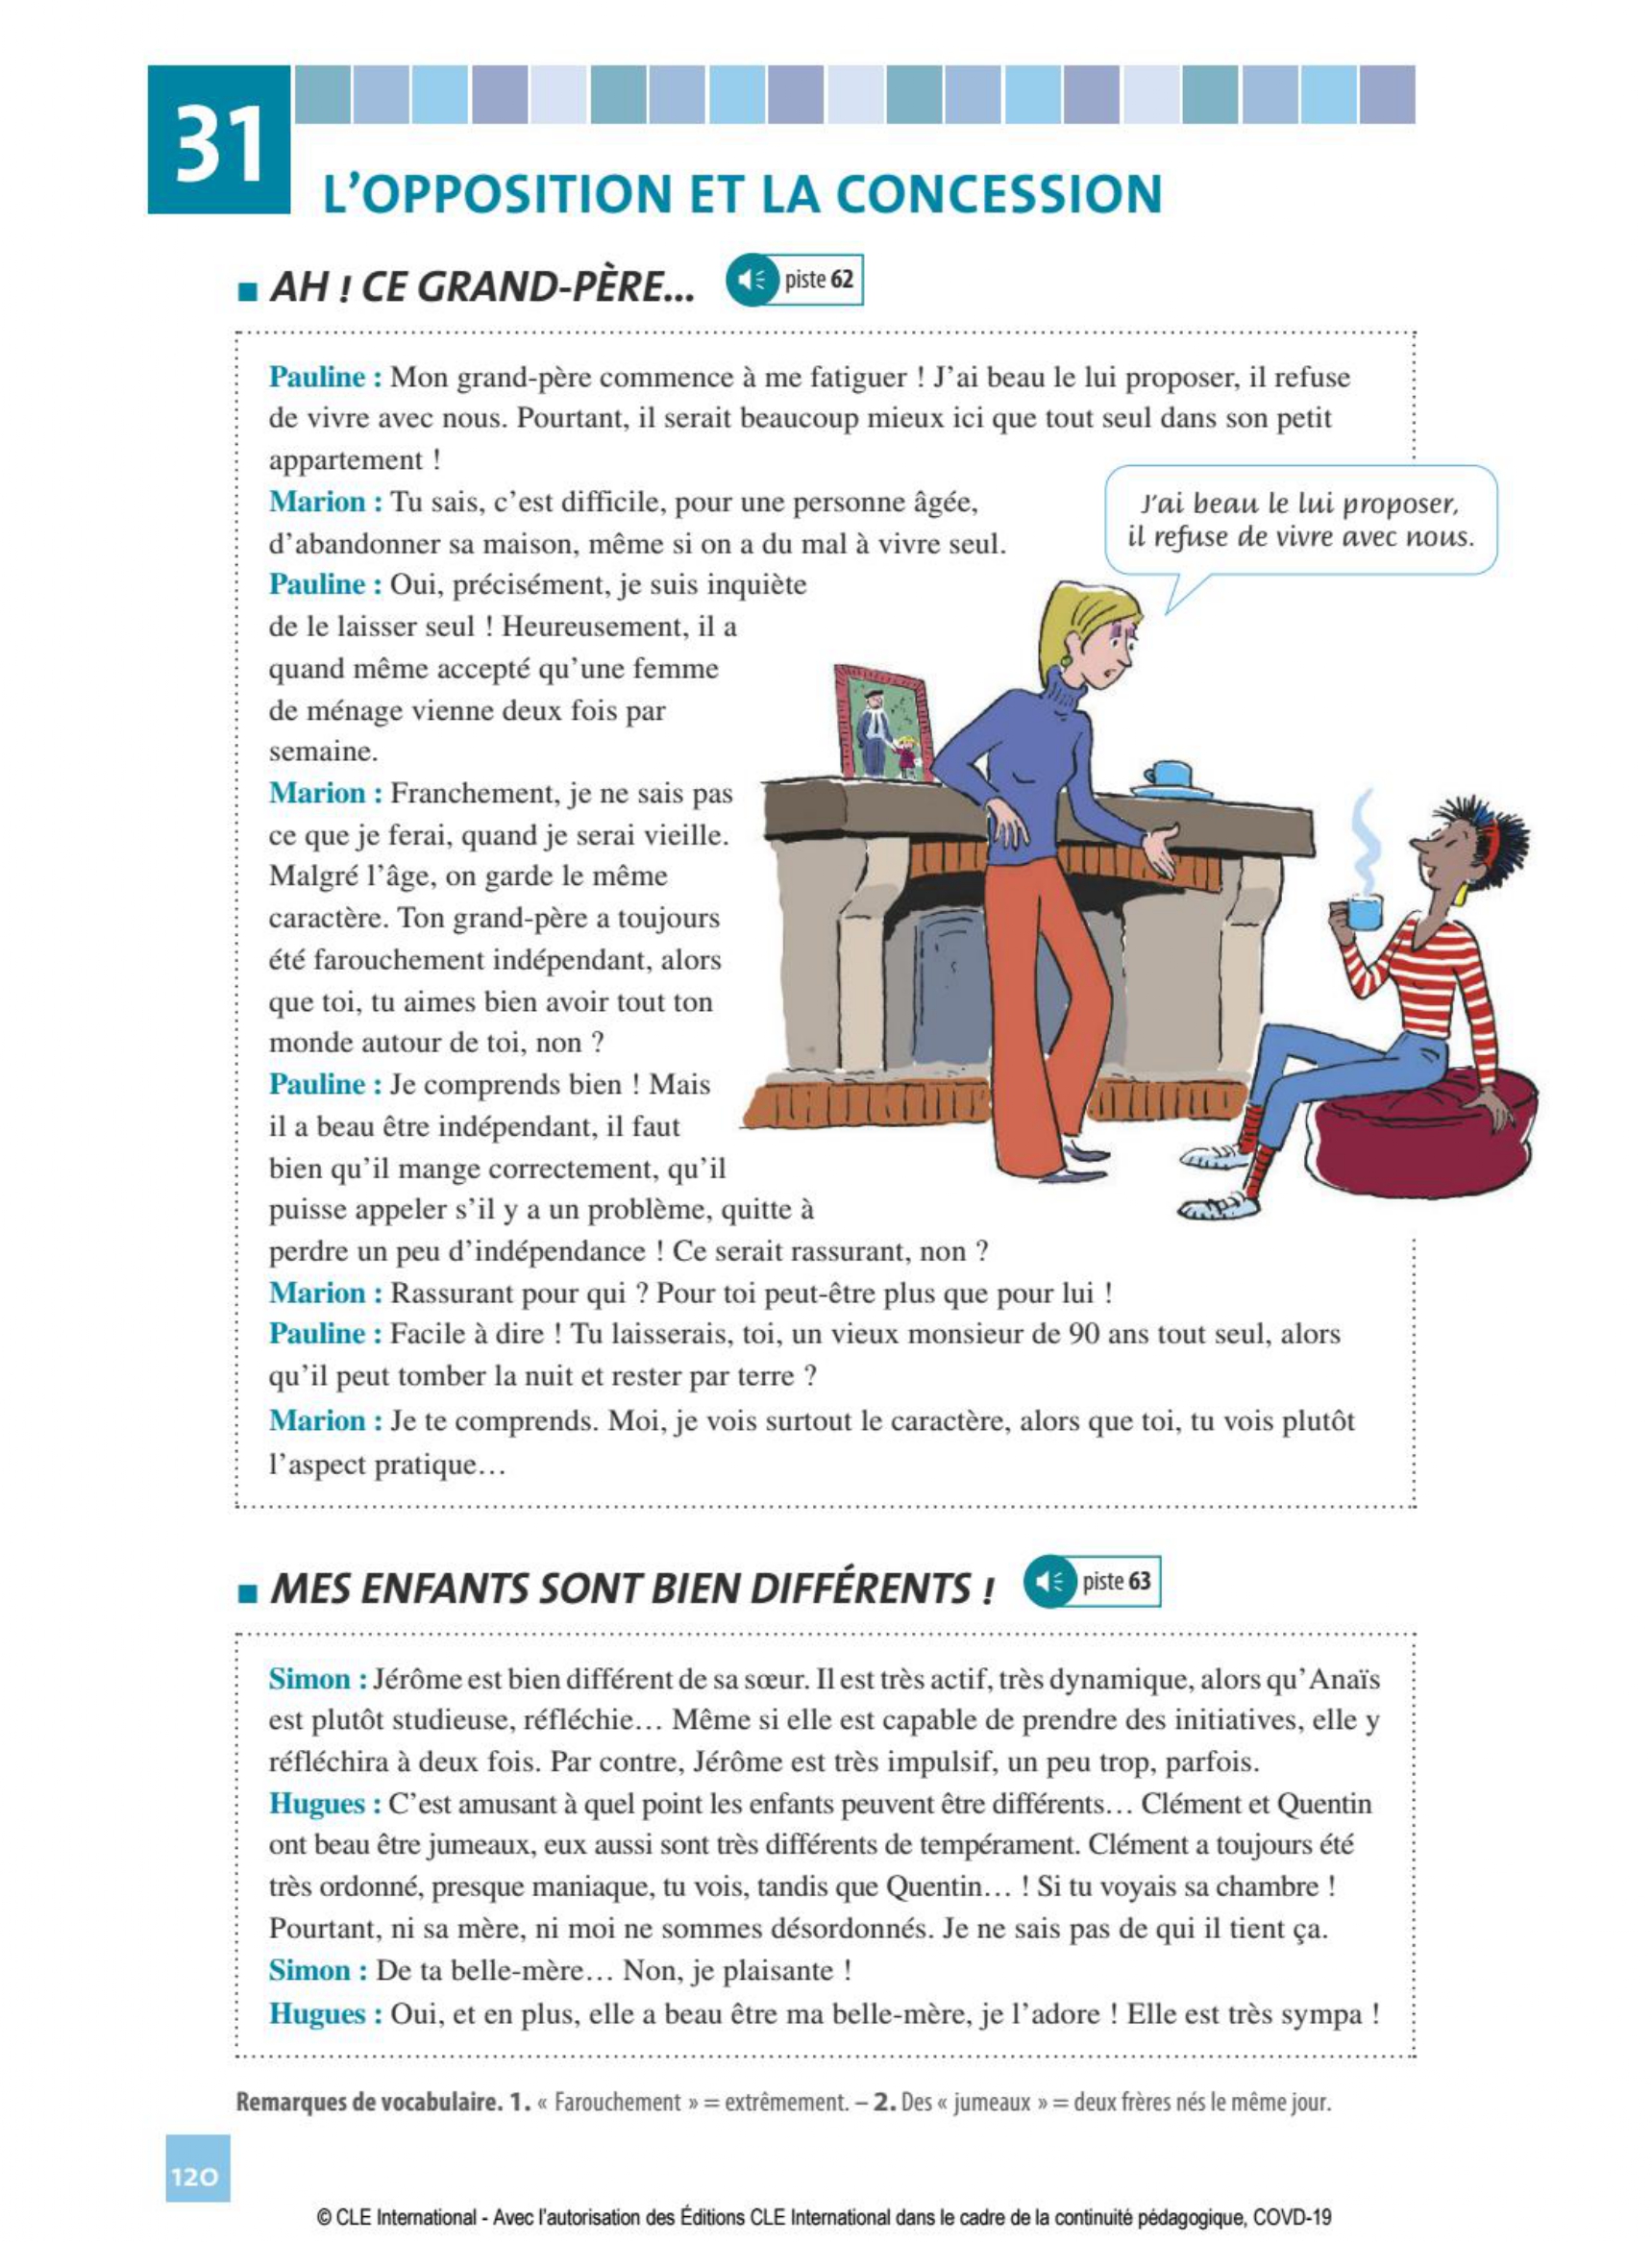 31
L'OPPOSITION ET LA CONCESSION
AH ! CE GRAND-PÈRE...
piste 62
Pauline : Mon grand-père commence à me fatiguer ! J'ai beau le lui proposer, il refuse
de vivre avec nous. Pourtant, il serait beaucoup mieux ici que tout seul dans son petit
appartement !
Marion : Tu sais, c'est difficile, pour une personne âgée,
d'abandonner sa maison, même si on a du mal à vivre seul.
J'ai beau le lui proposer,
il refuse de vivre avec nous.
Pauline : Oui, précisément, je suis inquiète
de le laisser seul ! Heureusement, il a
quand même accepté qu'une femme
de ménage vienne deux fois par
semaine.
Marion : Franchement, je ne sais pas
ce que je ferai, quand je serai vieille.
Malgré l'âge, on garde le même
caractère. Ton grand-père a toujours
été farouchement indépendant, alors
que toi, tu aimes bien avoir tout ton
monde autour de toi, non ?
Pauline : Je comprends bien ! Mais
il a beau être indépendant, il faut
bien qu'il mange correctement, qu'il
puisse appeler s'il y a un problème, quitte à
perdre un peu d'indépendance ! Ce serait rassurant, non ?
Marion : Rassurant pour qui ? Pour toi peut-être plus que pour lui !
Pauline : Facile à dire ! Tu laisserais, toi, un vieux monsieur de 90 ans tout seul, alors
qu'il peut tomber la nuit et rester par terre ?
Marion : Je te comprends. Moi, je vois surtout le caractère, alors que toi, tu vois plutôt
l'aspect pratique...
MES ENFANTS SONT BIEN DIFFÉRENTS !
piste 63
Simon : Jérôme est bien différent de sa sœur. Il est très actif, très dynamique, alors qu'Anaïs
est plutôt studieuse, réfléchie... Même si elle est capable de prendre des initiatives, elle y
réfléchira à deux fois. Par contre, Jérôme est très impulsif, un peu trop, parfois.
Hugues : C'est amusant à quel point les enfants peuvent être différents... Clément et Quentin
ont beau être jumeaux, eux aussi sont très différents de tempérament. Clément a toujours été
très ordonné, presque maniaque, tu vois, tandis que Quentin... ! Si tu voyais sa chambre !
Pourtant, ni sa mère, ni moi ne sommes désordonnés. Je ne sais pas de qui il tient ça.
Simon : De ta belle-mère... Non, je plaisante !
Hugues : Oui, et en plus, elle a beau être ma belle-mère, je l'adore ! Elle est très sympa !
Remarques de vocabulaire. 1. « Farouchement » = extrêmement. – 2. Des « jumeaux » = deux frères nés le même jour.
120
© CLE International - Avec l'autorisation des Éditions CLE International dans le cadre de la continuité pédagogique, COVD-19